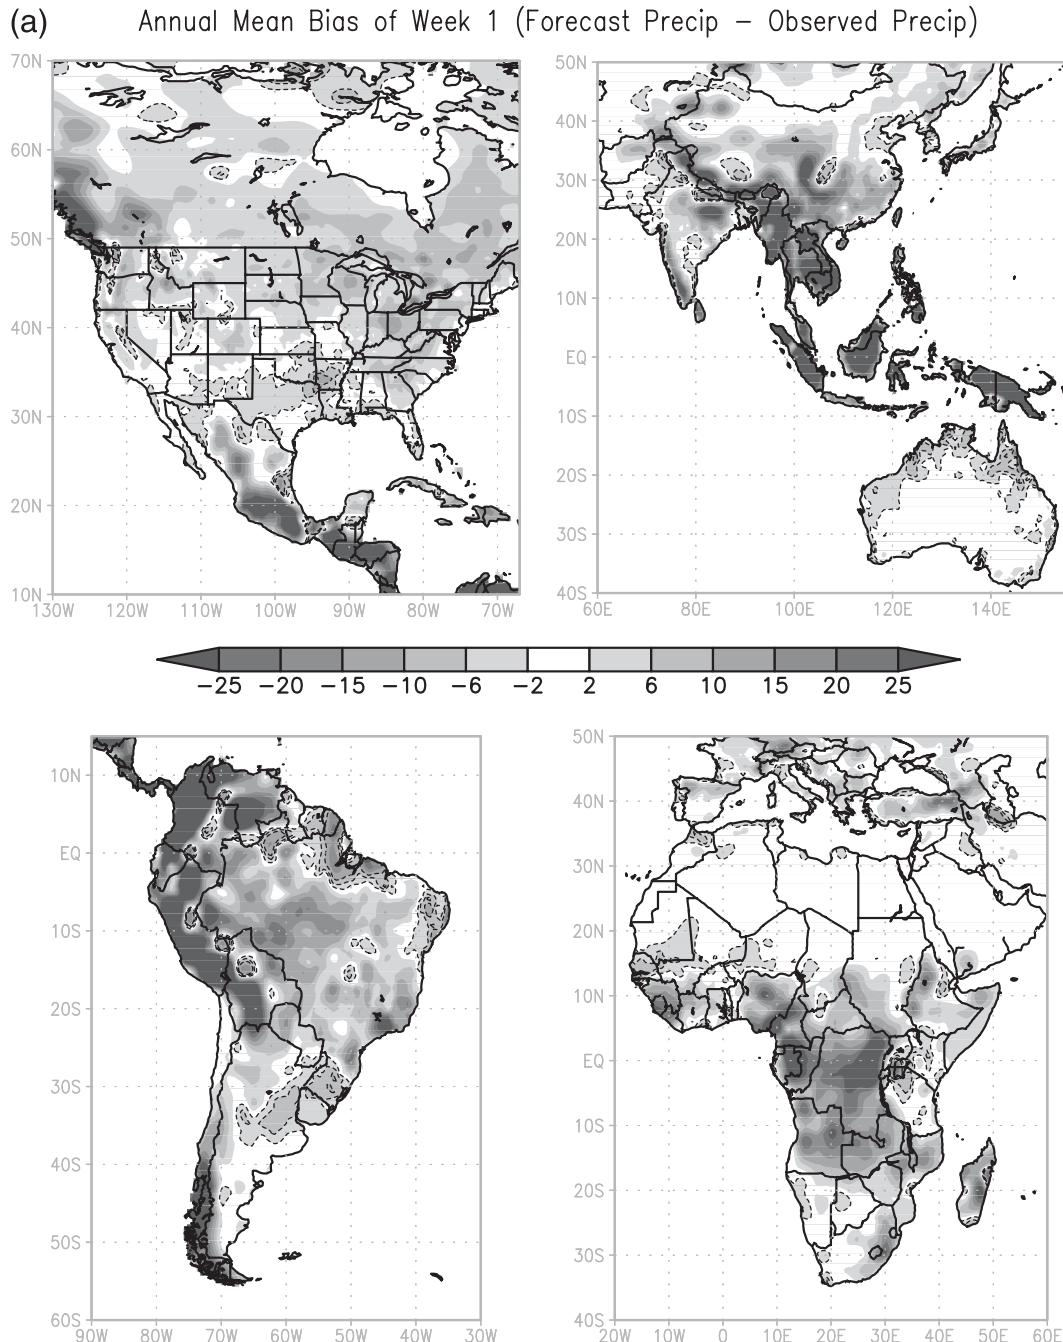 (a) Annual Mean Bias of Week 1 (Forecast Precip − Observed Precip)
70N
60N
50N
40N
30N
20N
10N
130W 120W 110W 100W 90W 80W 70W
50N
40N
30N
20N
10N
EQ
10S
20S
30S
40S
60E 80E 100E 120E 140E
−25 −20 −15 −10 −6 −2 2 6 10 15 20 25
10N
EQ
10S
20S
30S
40S
50S
60S
90W 80W 70W 60W 50W 40W 30W
50N
40N
30N
20N
10N
EQ
10S
20S
30S
40S
20W 10W 0 10E 20E 30E 40E 50E 60E